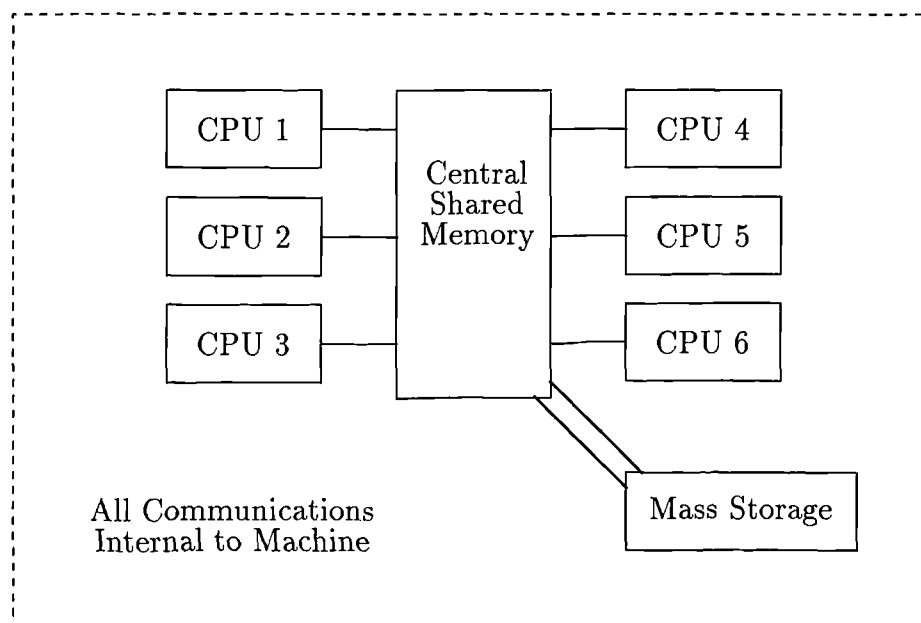 CPU 1
CPU 2
CPU 3
Central
Shared
Memory
CPU 4
CPU 5
CPU 6
Mass Storage
All Communications
Internal to Machine